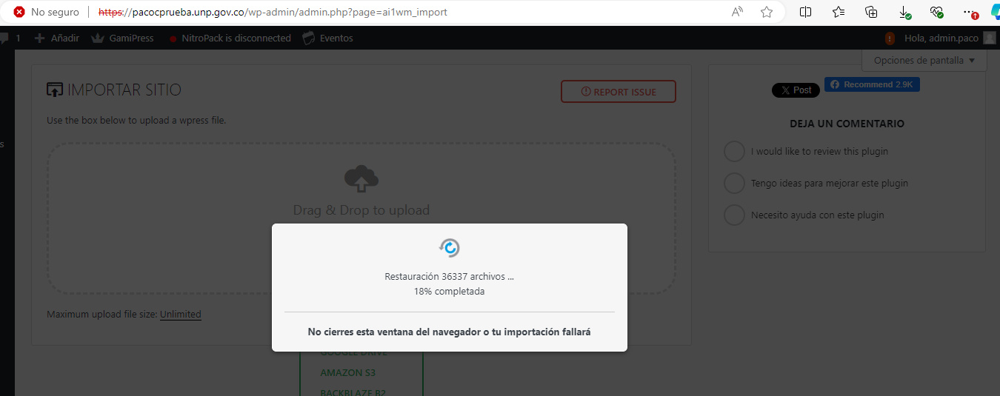 No seguro
https://pacocprueba.unp.gov.co/wp-admin/admin.php?page=ai1wm_import
1 Añadir GamiPress NitroPack is disconnected Eventos Hola, admin.paco
Opciones de pantalla
IMPORTAR SITIO
REPORT ISSUE
Use the box below to upload a wpress file.
Drag & Drop to upload
Restauración 36337 archivos ...
18% completada
No cierres esta ventana del navegador o tu importación fallará
Maximum upload file size: Unlimited
GOOGLE DRIVE
AMAZON S3
BACKBLAZE B2
Post
Recommend 2.9K
DEJA UN COMENTARIO
I would like to review this plugin
Tengo ideas para mejorar este plugin
Necesito ayuda con este plugin
s